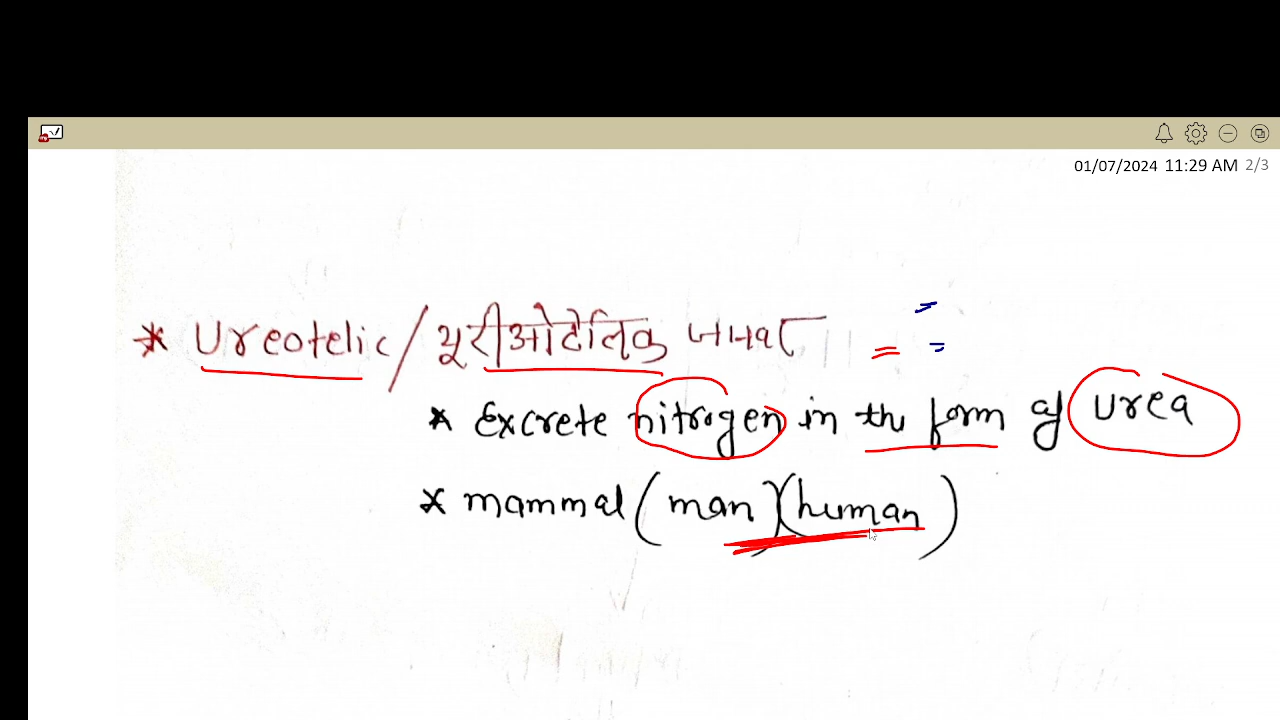 01/07/2024 11:29 AM 2/3
* Ureotelic / यूरीओटेलिक जानवर
* Excrete nitrogen in the form of urea
* mammal (man)(human)